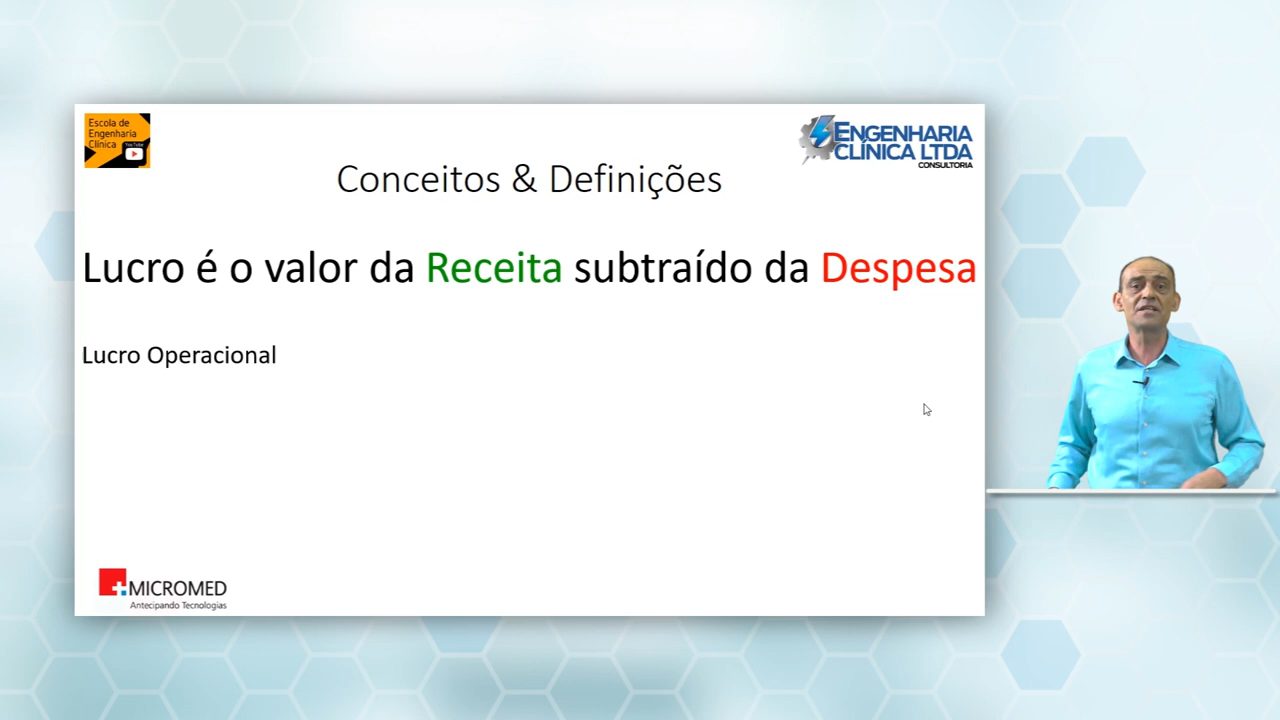 Escola de
Engenharia
Clínica
YouTube
ENGENHARIA
CLÍNICA LTDA
CONSULTORIA
Conceitos & Definições
Lucro é o valor da Receita subtraído da Despesa
Lucro Operacional
MICROMED
Antecipando Tecnologias